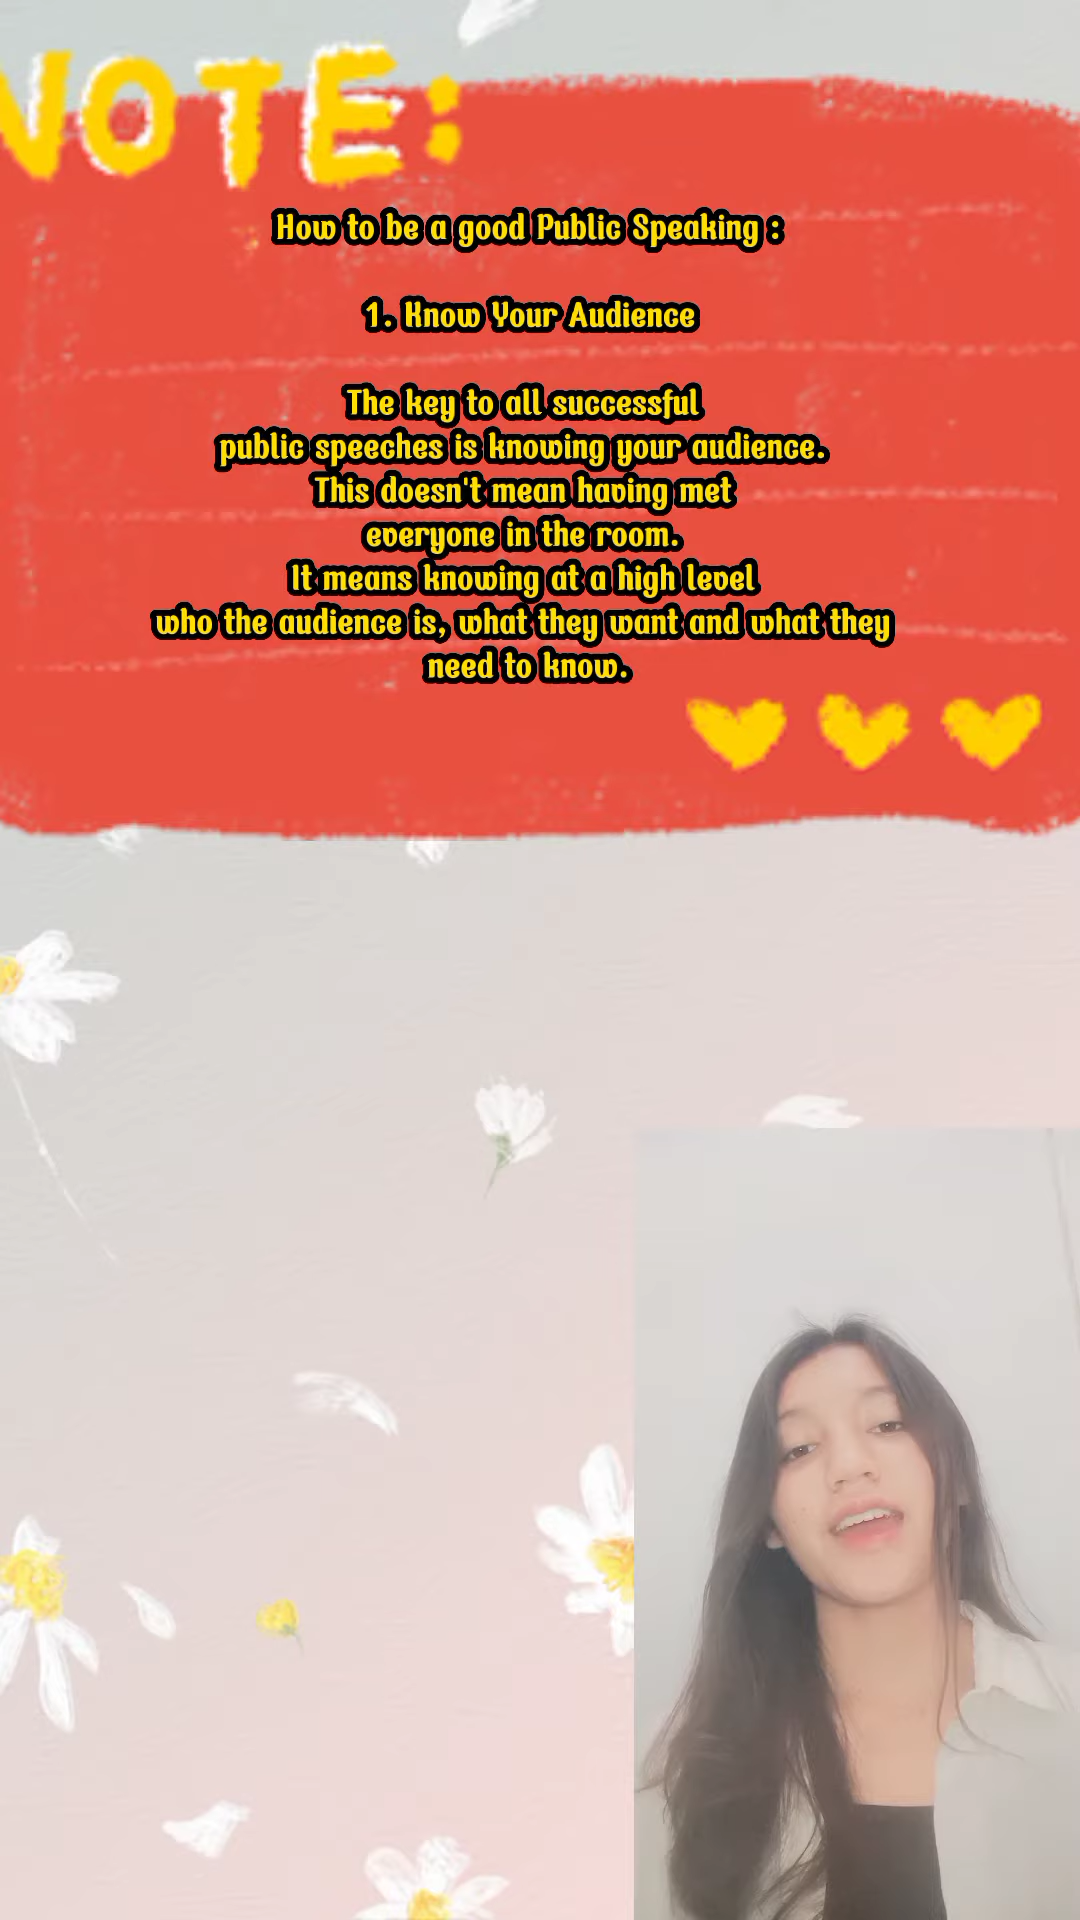 NOTE:
How to be a good Public Speaking :
1. Know Your Audience
The key to all successful
public speeches is knowing your audience.
This doesn't mean having met
everyone in the room.
It means knowing at a high level
who the audience is, what they want and what they
need to know.